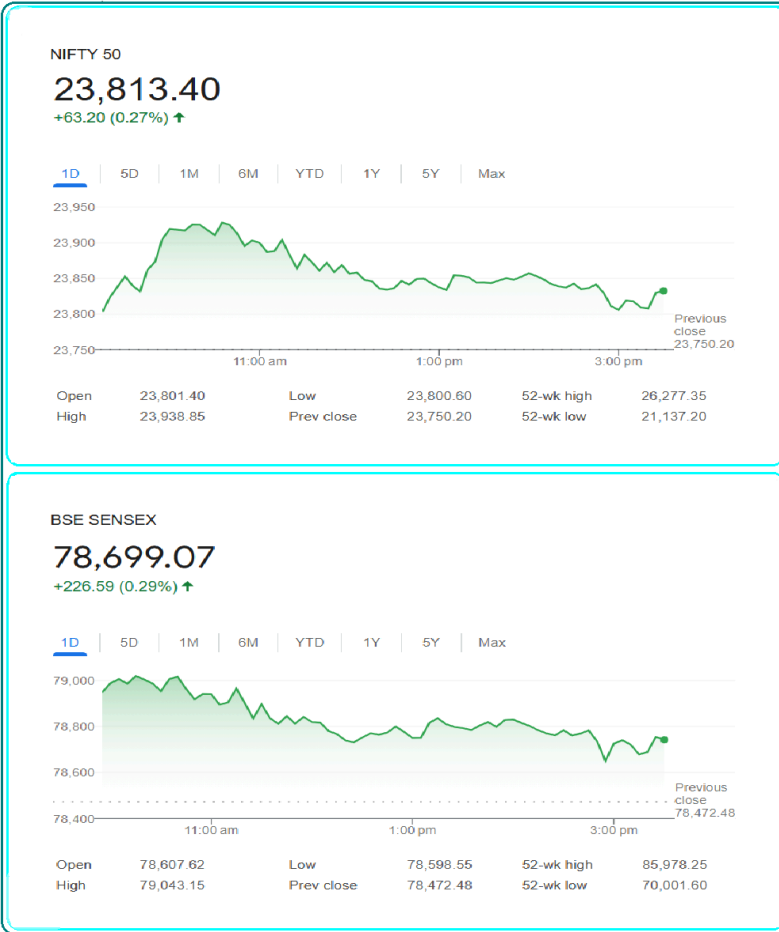 NIFTY 50
23,813.40
+63.20 (0.27%) ↑
1D 5D 1M 6M YTD 1Y 5Y Max
23,950
23,900
23,850
23,800
Previous
close
23,750.20
23,750
11:00 am 1:00 pm 3:00 pm
Open 23,801.40 Low 23,800.60 52-wk high 26,277.35
High 23,938.85 Prev close 23,750.20 52-wk low 21,137.20
BSE SENSEX
78,699.07
+226.59 (0.29%) ↑
1D 5D 1M 6M YTD 1Y 5Y Max
79,000
78,800
78,600
Previous
close
78,472.48
78,400
11:00 am 1:00 pm 3:00 pm
Open 78,607.62 Low 78,598.55 52-wk high 85,978.25
High 79,043.15 Prev close 78,472.48 52-wk low 70,001.60